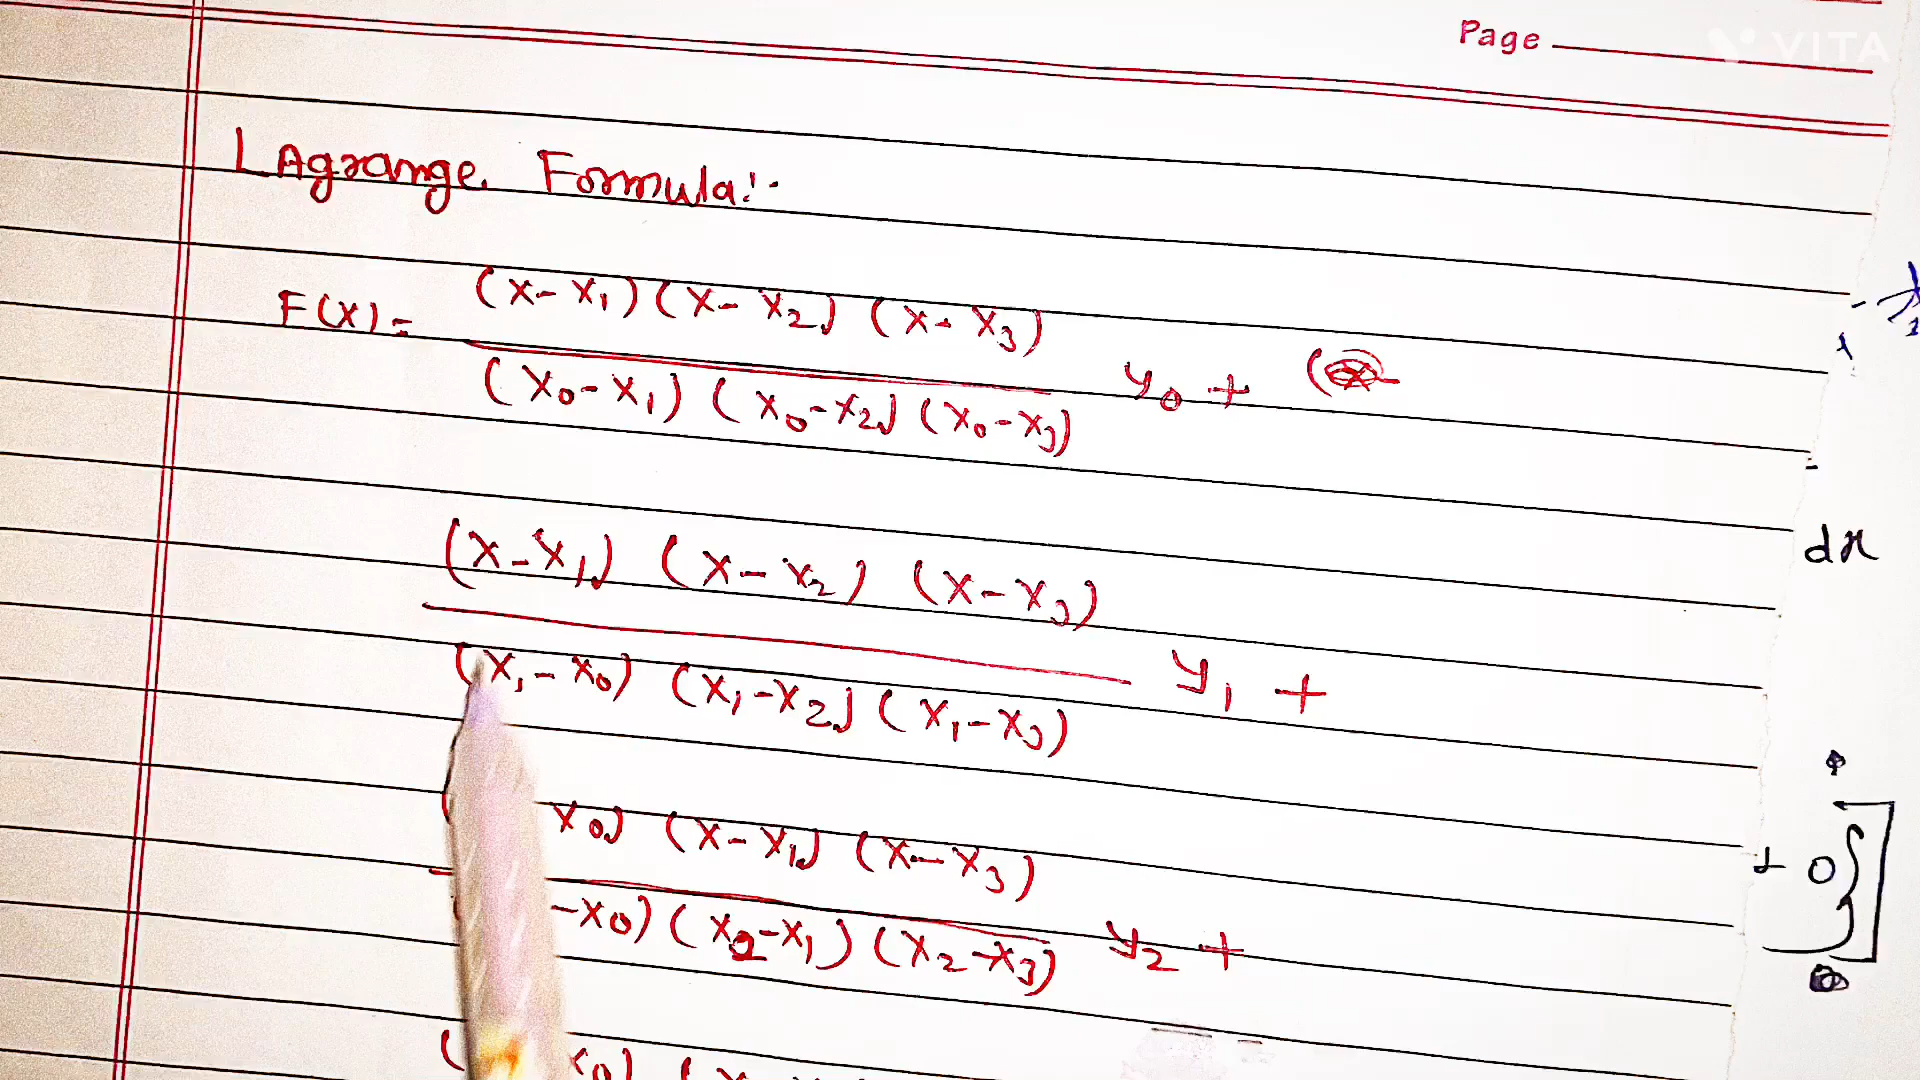 Page
VITA
LAgrange Formula:-
F(x) = (x - x₁) (x - x₂) (x - x₃)
(x₀ - x₁) (x₀ - x₂) (x₀ - x₃) y₀ + (
(x - x₁) (x - x₂) (x - x₃)
(x₁ - x₀) (x₁ - x₂) (x₁ - x₃) y₁ +
x₀) (x - x₁) (x - x₃)
- x₀) (x₂ - x₁) (x₂ - x₃) y₂ +
dx